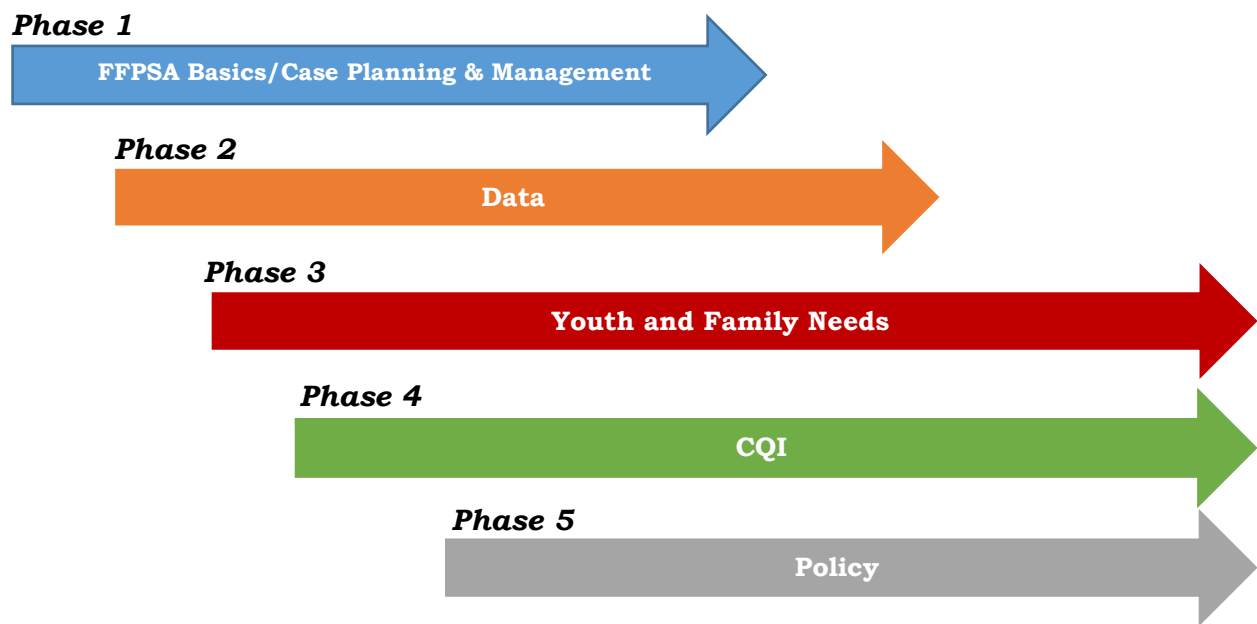 Phase 1
FFPSA Basics/Case Planning & Management
Phase 2
Data
Phase 3
Youth and Family Needs
Phase 4
CQI
Phase 5
Policy